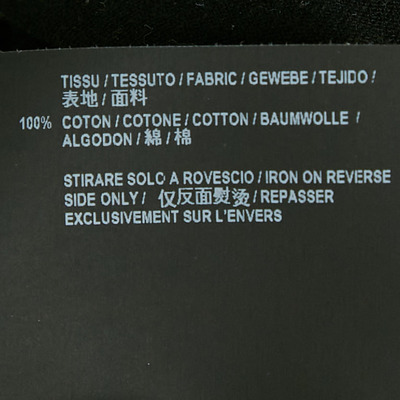 TISSU / TESSUTO / FABRIC / GEWEBE / TEJIDO /
表地 / 面料
100% COTON / COTONE / COTTON / BAUMWOLLE /
ALGODON / 綿 / 棉
STIRARE SOLO A ROVESCIO / IRON ON REVERSE
SIDE ONLY / 仅反面熨烫 / REPASSER
EXCLUSIVEMENT SUR L'ENVERS